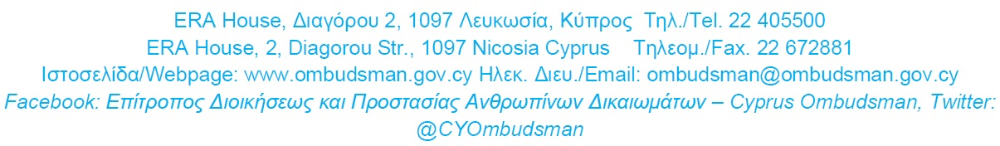 ERA House, Διαγόρου 2, 1097 Λευκωσία, Κύπρος  Τηλ./Tel. 22 405500
ERA House, 2, Diagorou Str., 1097 Nicosia Cyprus    Τηλεομ./Fax. 22 672881
Ιστοσελίδα/Webpage: www.ombudsman.gov.cy Ηλεκ. Διευ./Email: ombudsman@ombudsman.gov.cy
Facebook: Επίτροπος Διοικήσεως και Προστασίας Ανθρωπίνων Δικαιωμάτων – Cyprus Ombudsman, Twitter:
@CYOmbudsman